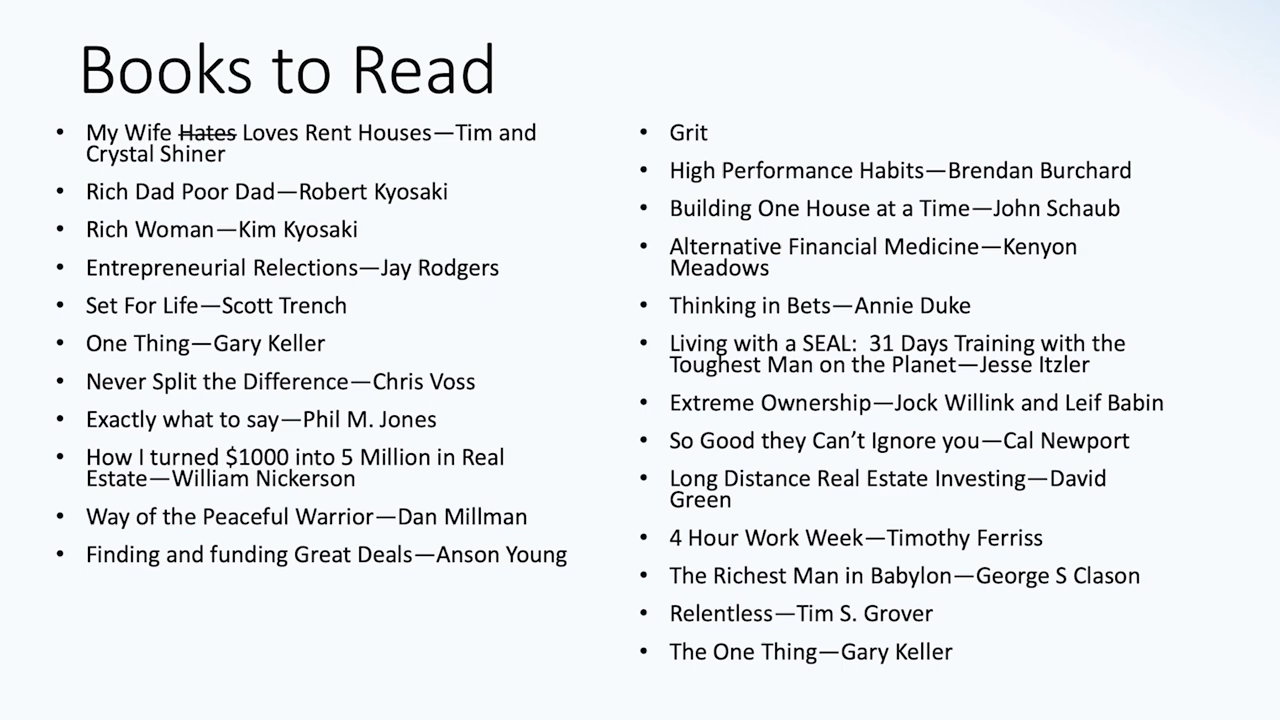 Books to Read
• My Wife Hates Loves Rent Houses—Tim and
Crystal Shiner
• Rich Dad Poor Dad—Robert Kyosaki
• Rich Woman—Kim Kyosaki
• Entrepreneurial Relections—Jay Rodgers
• Set For Life—Scott Trench
• One Thing—Gary Keller
• Never Split the Difference—Chris Voss
• Exactly what to say—Phil M. Jones
• How I turned $1000 into 5 Million in Real
Estate—William Nickerson
• Way of the Peaceful Warrior—Dan Millman
• Finding and funding Great Deals—Anson Young
• Grit
• High Performance Habits—Brendan Burchard
• Building One House at a Time—John Schaub
• Alternative Financial Medicine—Kenyon
Meadows
• Thinking in Bets—Annie Duke
• Living with a SEAL:  31 Days Training with the
Toughest Man on the Planet—Jesse Itzler
• Extreme Ownership—Jock Willink and Leif Babin
• So Good they Can’t Ignore you—Cal Newport
• Long Distance Real Estate Investing—David
Green
• 4 Hour Work Week—Timothy Ferriss
• The Richest Man in Babylon—George S Clason
• Relentless—Tim S. Grover
• The One Thing—Gary Keller